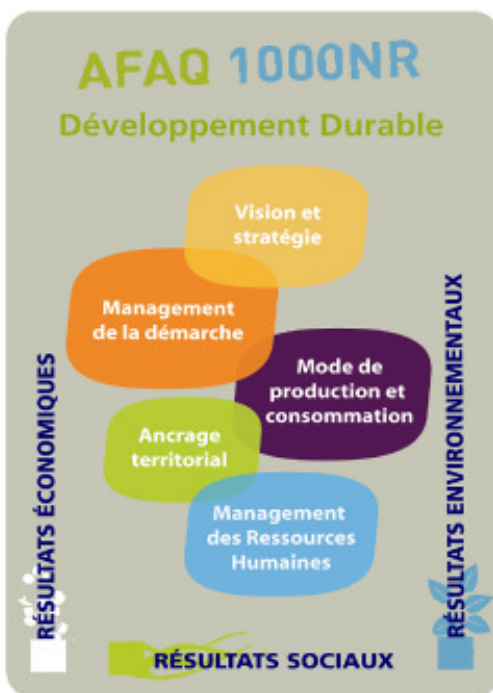 AFAQ 1000NR
Développement Durable
Vision et
stratégie
Management
de la démarche
Mode de
production et
consommation
Ancrage
territorial
Management
des Ressources
Humaines
RÉSULTATS ÉCONOMIQUES
RÉSULTATS SOCIAUX
RÉSULTATS ENVIRONNEMENTAUX